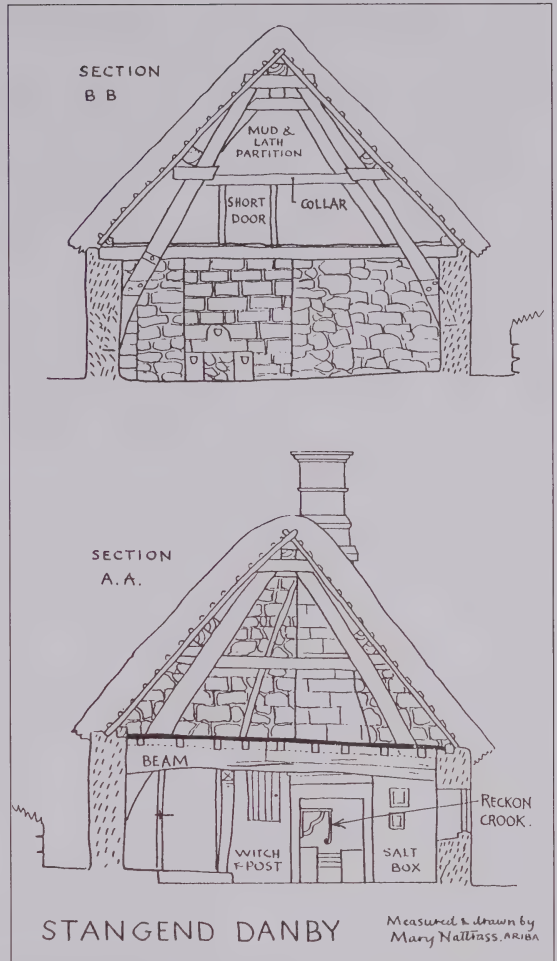 SECTION
B B
MUD &
LATH
PARTITION
SHORT
DOOR
COLLAR
SECTION
A.A.
BEAM
WITCH
POST
RECKON
CROOK.
SALT
BOX
STANGEND DANBY
Measured & drawn by
Mary Nattrass. ARIBA